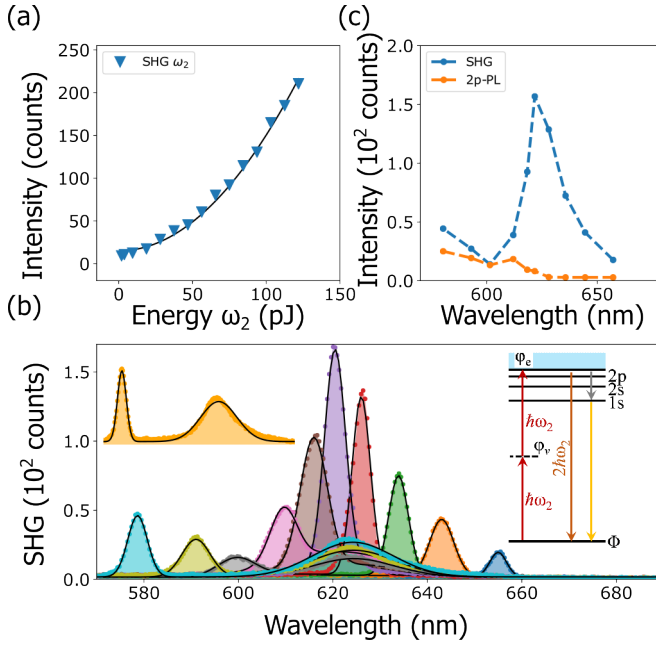 (a)
Intensity (counts)
250
200
150
100
50
0
SHG ω₂
0
50
100
150
Energy ω₂ (pJ)
(c)
Intensity (10² counts)
2.0
1.5
1.0
0.5
0.0
SHG
2p-PL
600
650
Wavelength (nm)
(b)
SHG (10² counts)
1.5
1.0
0.5
0.0
φₑ
2p
2s
1s
ħω₂
φᵥ
2ħω₂
ħω₂
Φ
580
600
620
640
660
680
Wavelength (nm)